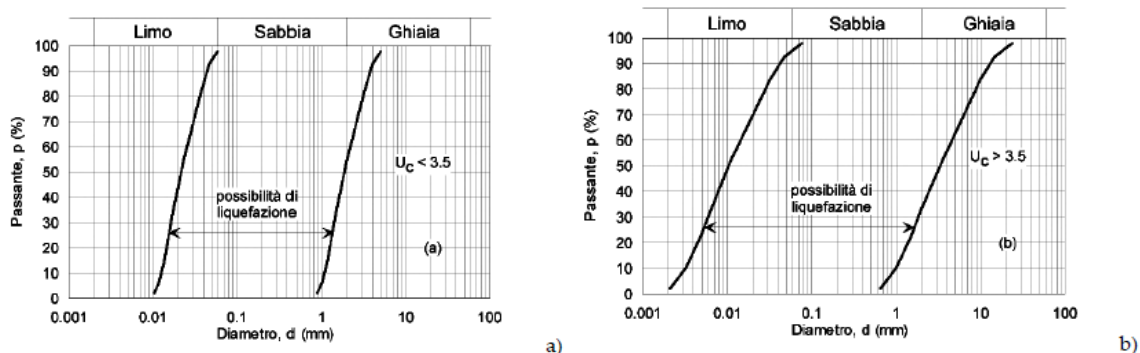 Limo Sabbia Ghiaia
100
90
80
70
60
50
40
30
20
10
0
Passante, p (%)
U_C < 3.5
possibilità di
liquefazione
(a)
0.001 0.01 0.1 1 10 100
Diametro, d (mm)
a)
Limo Sabbia Ghiaia
100
90
80
70
60
50
40
30
20
10
0
Passante, p (%)
U_C > 3.5
possibilità di
liquefazione
(b)
0.001 0.01 0.1 1 10 100
Diametro, d (mm)
b)